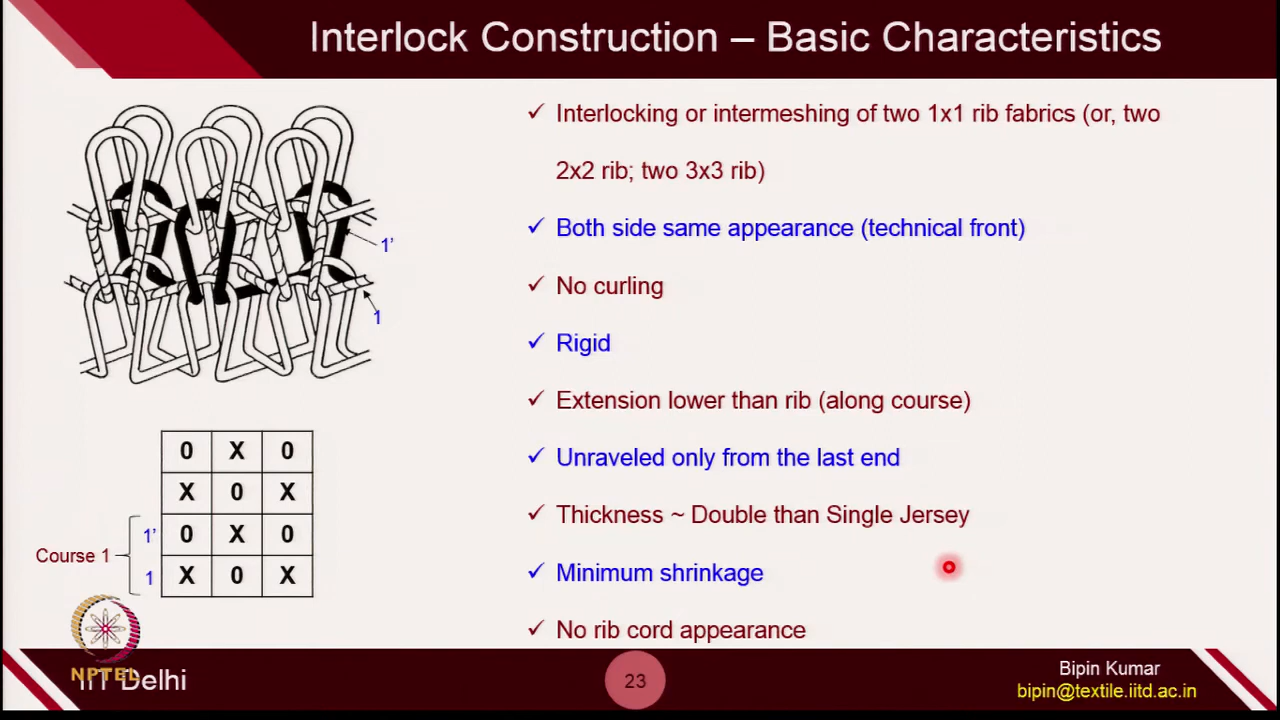 Interlock Construction – Basic Characteristics
1'
1
✓ Interlocking or intermeshing of two 1x1 rib fabrics (or, two
2x2 rib; two 3x3 rib)
✓ Both side same appearance (technical front)
✓ No curling
✓ Rigid
✓ Extension lower than rib (along course)
✓ Unraveled only from the last end
✓ Thickness ~ Double than Single Jersey
✓ Minimum shrinkage
✓ No rib cord appearance
0 X 0
X 0 X
1' 0 X 0
Course 1
1 X 0 X
NPTEL
IIT Delhi
23
Bipin Kumar
bipin@textile.iitd.ac.in